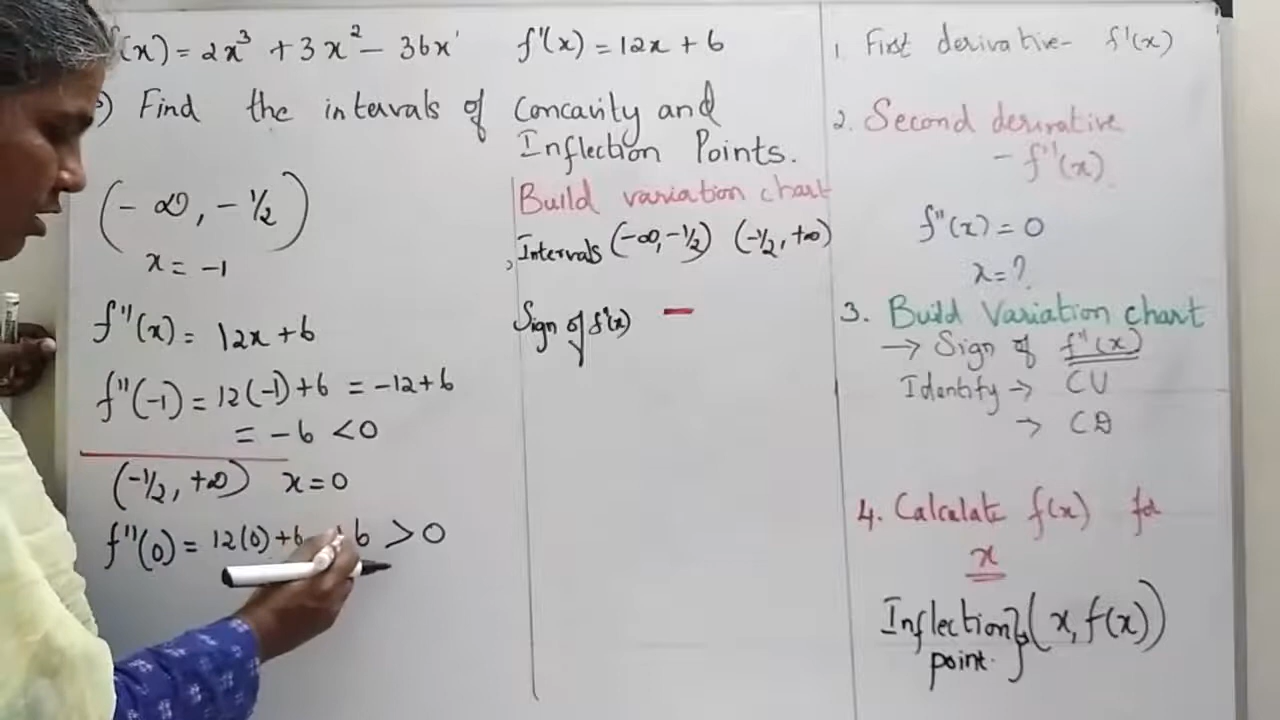 f(x) = 2x³ + 3x² − 36x
f''(x) = 12x + 6
) Find the intervals of Concavity and
Inflection Points.
(−∞, −1/2)
x = −1
f''(x) = 12x + 6
f''(−1) = 12(−1) + 6 = −12 + 6
= −6 < 0
(−1/2, +∞) x = 0
f''(0) = 12(0) + 6 6 > 0
Build variation chart
Intervals (−∞, −1/2) (−1/2, +∞)
Sign of f''(x) −
1. First derivative - f'(x)
2. Second derivative
- f''(x)
f''(x) = 0
x = ?
3. Build Variation chart
→ Sign of f''(x)
Identify → CU
→ CD
4. Calculate f(x) for
x
Inflection } (x, f(x))
point.